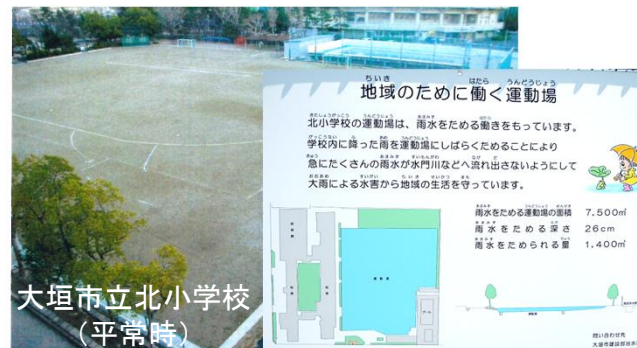 地域のために働く運動場
北小学校の運動場は、雨水をためる働きをもっています。
学校内に降った雨を運動場にしばらくためることにより
急にたくさんの雨水が水門川などへ流れ出さないようにして
大雨による水害から地域の生活を守っています。
雨水をためる運動場の面積 7.500㎡
雨水をためる深さ 26cm
雨水をためられる量 1.400㎥
問い合わせ先
大垣市立北小学校
(平常時)